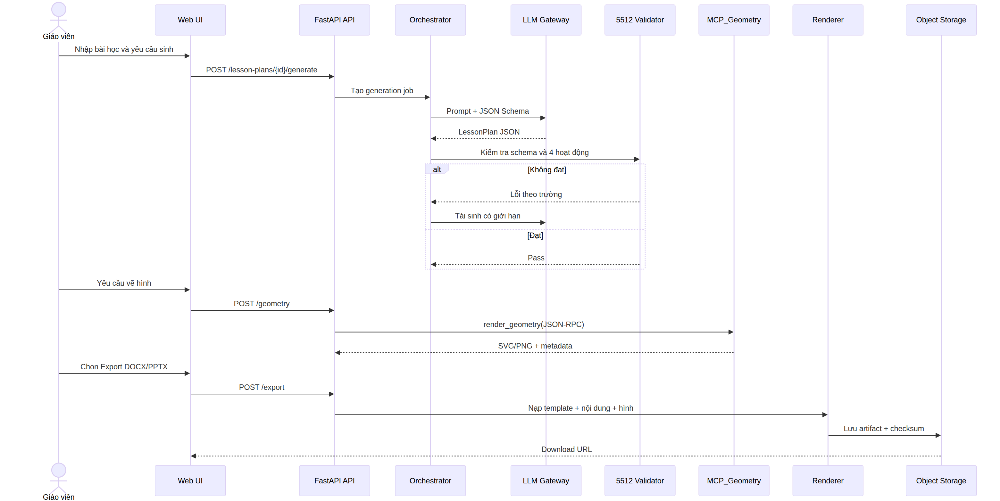 Giáo viên
Web UI
FastAPI API
Orchestrator
LLM Gateway
5512 Validator
MCP_Geometry
Renderer
Object Storage
Nhập bài học và yêu cầu sinh
POST /lesson-plans/{id}/generate
Tạo generation job
Prompt + JSON Schema
LessonPlan JSON
Kiểm tra schema và 4 hoạt động
alt
[Không đạt]
Lỗi theo trường
Tái sinh có giới hạn
[Đạt]
Pass
Yêu cầu vẽ hình
POST /geometry
render_geometry(JSON-RPC)
SVG/PNG + metadata
Chọn Export DOCX/PPTX
POST /export
Nạp template + nội dung + hình
Lưu artifact + checksum
Download URL
Giáo viên
Web UI
FastAPI API
Orchestrator
LLM Gateway
5512 Validator
MCP_Geometry
Renderer
Object Storage